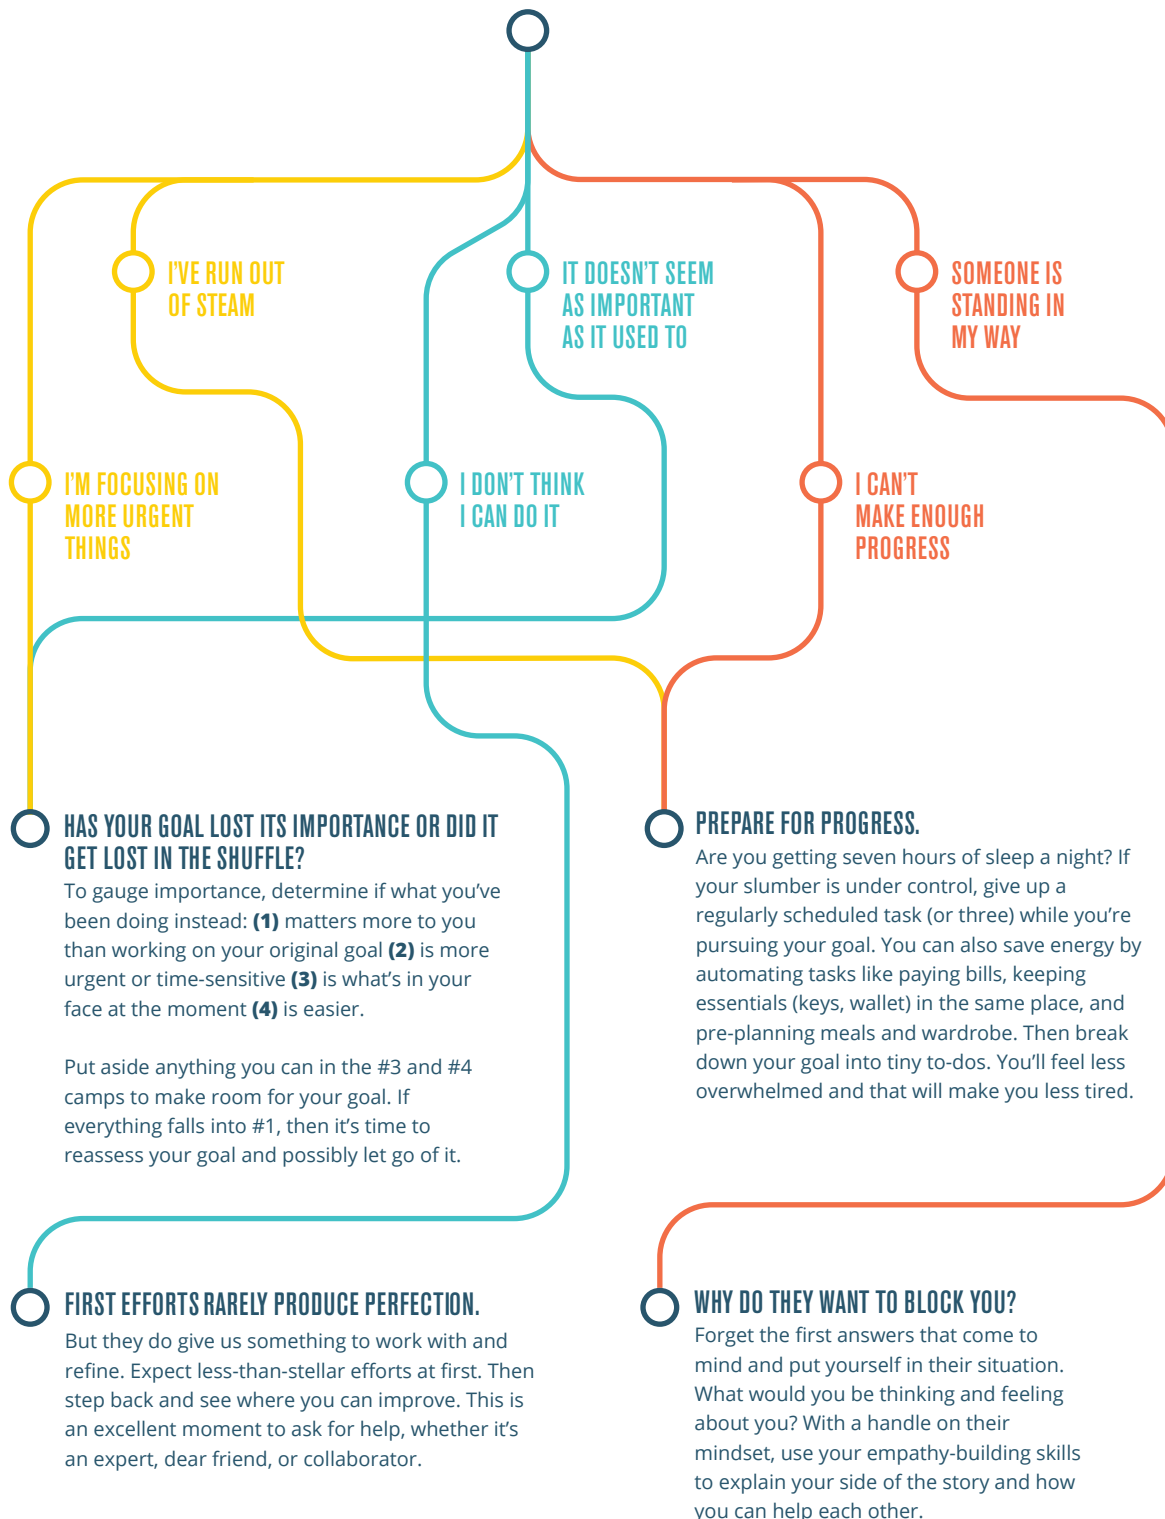 I'VE RUN OUT
OF STEAM
IT DOESN'T SEEM
AS IMPORTANT
AS IT USED TO
SOMEONE IS
STANDING IN
MY WAY
I'M FOCUSING ON
MORE URGENT
THINGS
I DON'T THINK
I CAN DO IT
I CAN'T
MAKE ENOUGH
PROGRESS
HAS YOUR GOAL LOST ITS IMPORTANCE OR DID IT
GET LOST IN THE SHUFFLE?
To gauge importance, determine if what you've
been doing instead: (1) matters more to you
than working on your original goal (2) is more
urgent or time-sensitive (3) is what's in your
face at the moment (4) is easier.
Put aside anything you can in the #3 and #4
camps to make room for your goal. If
everything falls into #1, then it's time to
reassess your goal and possibly let go of it.
PREPARE FOR PROGRESS.
Are you getting seven hours of sleep a night? If
your slumber is under control, give up a
regularly scheduled task (or three) while you're
pursuing your goal. You can also save energy by
automating tasks like paying bills, keeping
essentials (keys, wallet) in the same place, and
pre-planning meals and wardrobe. Then break
down your goal into tiny to-dos. You'll feel less
overwhelmed and that will make you less tired.
FIRST EFFORTS RARELY PRODUCE PERFECTION.
But they do give us something to work with and
refine. Expect less-than-stellar efforts at first. Then
step back and see where you can improve. This is
an excellent moment to ask for help, whether it's
an expert, dear friend, or collaborator.
WHY DO THEY WANT TO BLOCK YOU?
Forget the first answers that come to
mind and put yourself in their situation.
What would you be thinking and feeling
about you? With a handle on their
mindset, use your empathy-building skills
to explain your side of the story and how
you can help each other.